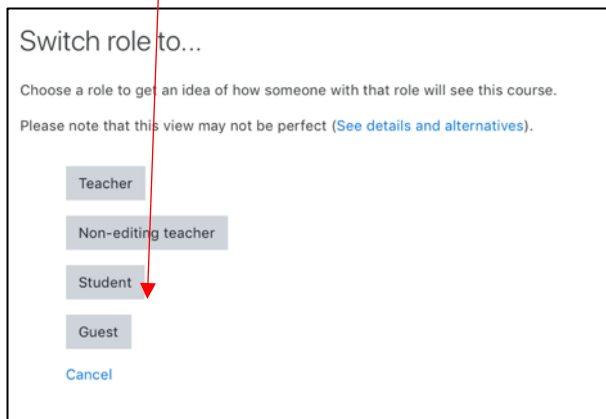 Switch role to...
Choose a role to get an idea of how someone with that role will see this course.
Please note that this view may not be perfect (See details and alternatives).
Teacher
Non-editing teacher
Student
Guest
Cancel